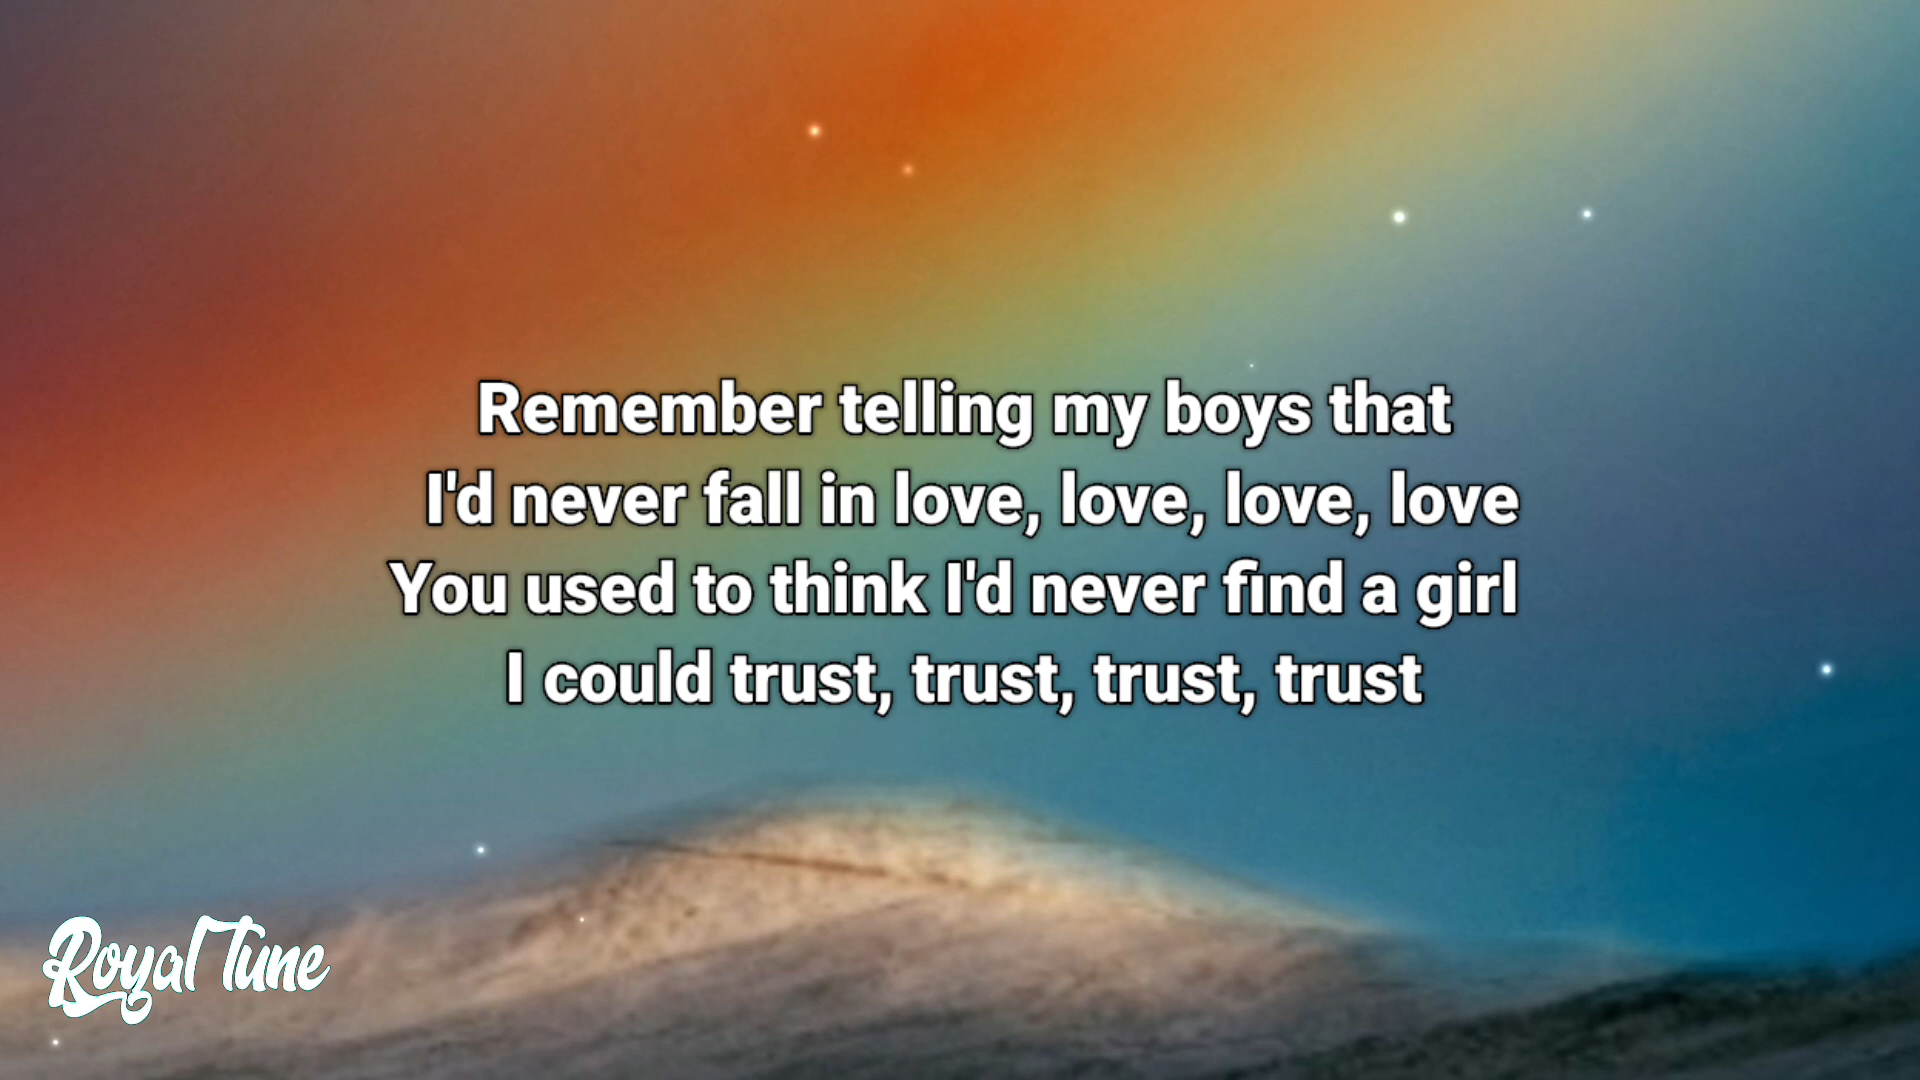 Remember telling my boys that
I'd never fall in love, love, love, love
You used to think I'd never find a girl
I could trust, trust, trust, trust
Royal Tune